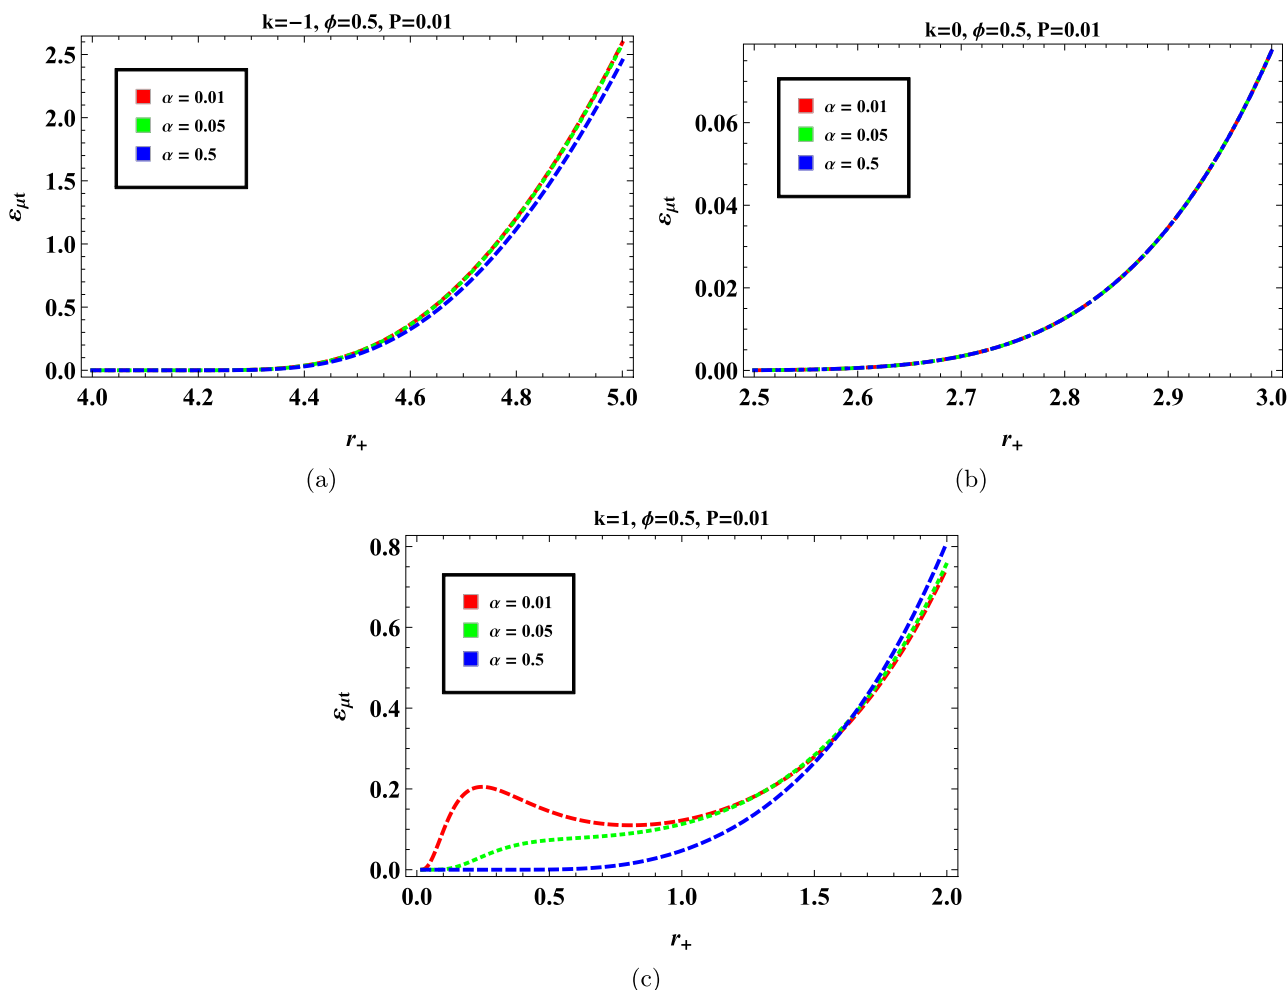 k=−1, ϕ=0.5, P=0.01
2.5
2.0
1.5
1.0
0.5
0.0
ε_μt
α = 0.01
α = 0.05
α = 0.5
4.0 4.2 4.4 4.6 4.8 5.0
r₊
(a)
k=0, ϕ=0.5, P=0.01
0.06
0.04
0.02
0.00
ε_μt
α = 0.01
α = 0.05
α = 0.5
2.5 2.6 2.7 2.8 2.9 3.0
r₊
(b)
k=1, ϕ=0.5, P=0.01
0.8
0.6
0.4
0.2
0.0
ε_μt
α = 0.01
α = 0.05
α = 0.5
0.0 0.5 1.0 1.5 2.0
r₊
(c)